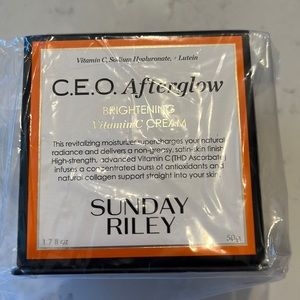 Vitamin C, Sodium Hyaluronate, + Lutein
C.E.O. Afterglow
BRIGHTENING
Vitamin C CREAM
This revitalizing moisturizer supercharges your natural
radiance and delivers a non-greasy, satin-skin finish.
High-strength, advanced Vitamin C (THD Ascorbate)
infuses a concentrated burst of antioxidants and
natural collagen support straight into your skin.
SUNDAY
RILEY
1.7 oz
50g